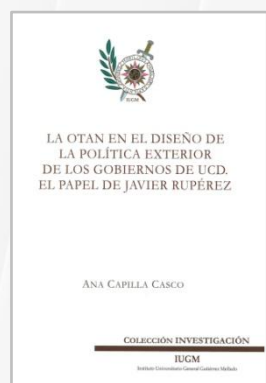 IUGM
LA OTAN EN EL DISEÑO DE
LA POLÍTICA EXTERIOR
DE LOS GOBIERNOS DE UCD.
EL PAPEL DE JAVIER RUPÉREZ
ANA CAPILLA CASCO
COLECCIÓN INVESTIGACIÓN
IUGM
Instituto Universitario General Gutiérrez Mellado